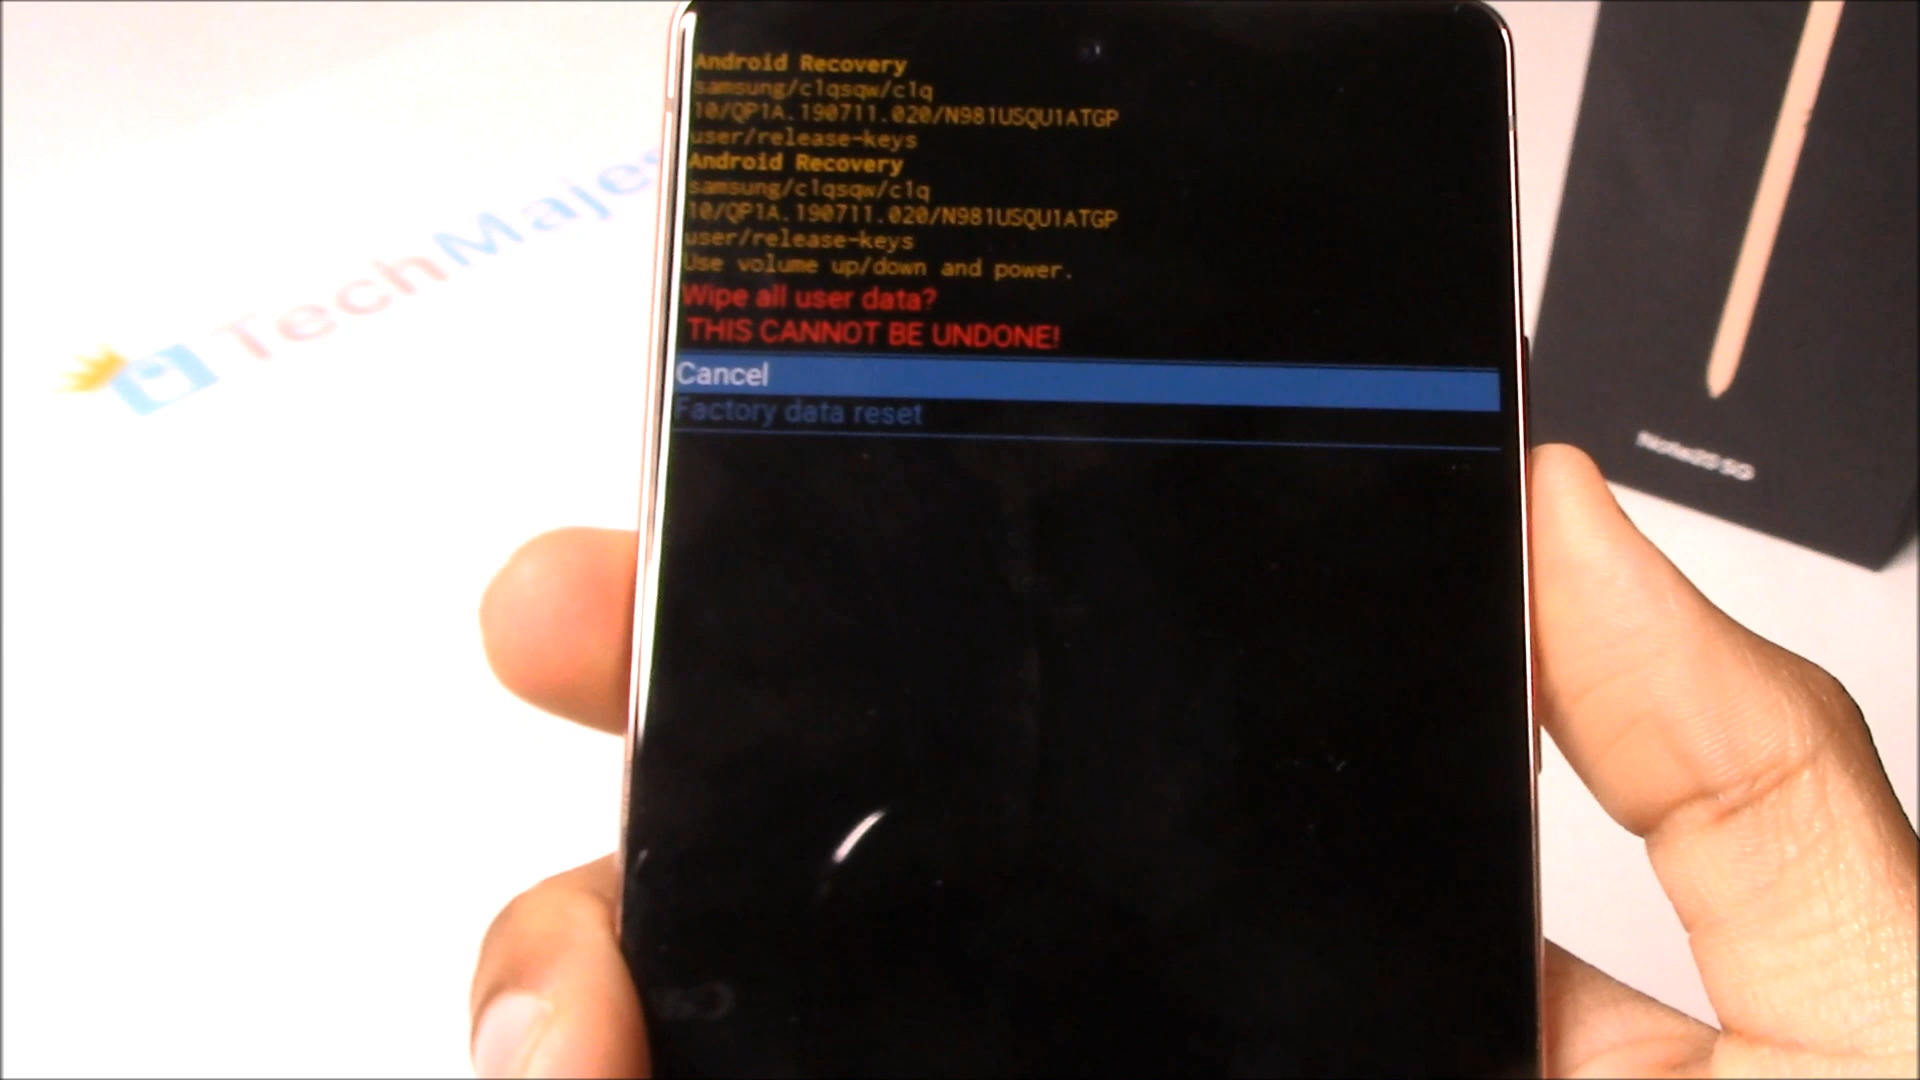 Android Recovery
samsung/c1qsqw/c1q
10/QP1A.190711.020/N981USQU1ATGP
user/release-keys
Android Recovery
samsung/c1qsqw/c1q
10/QP1A.190711.020/N981USQU1ATGP
user/release-keys
Use volume up/down and power.
Wipe all user data?
THIS CANNOT BE UNDONE!
Cancel
Factory data reset
TechMajes
Note20 5G